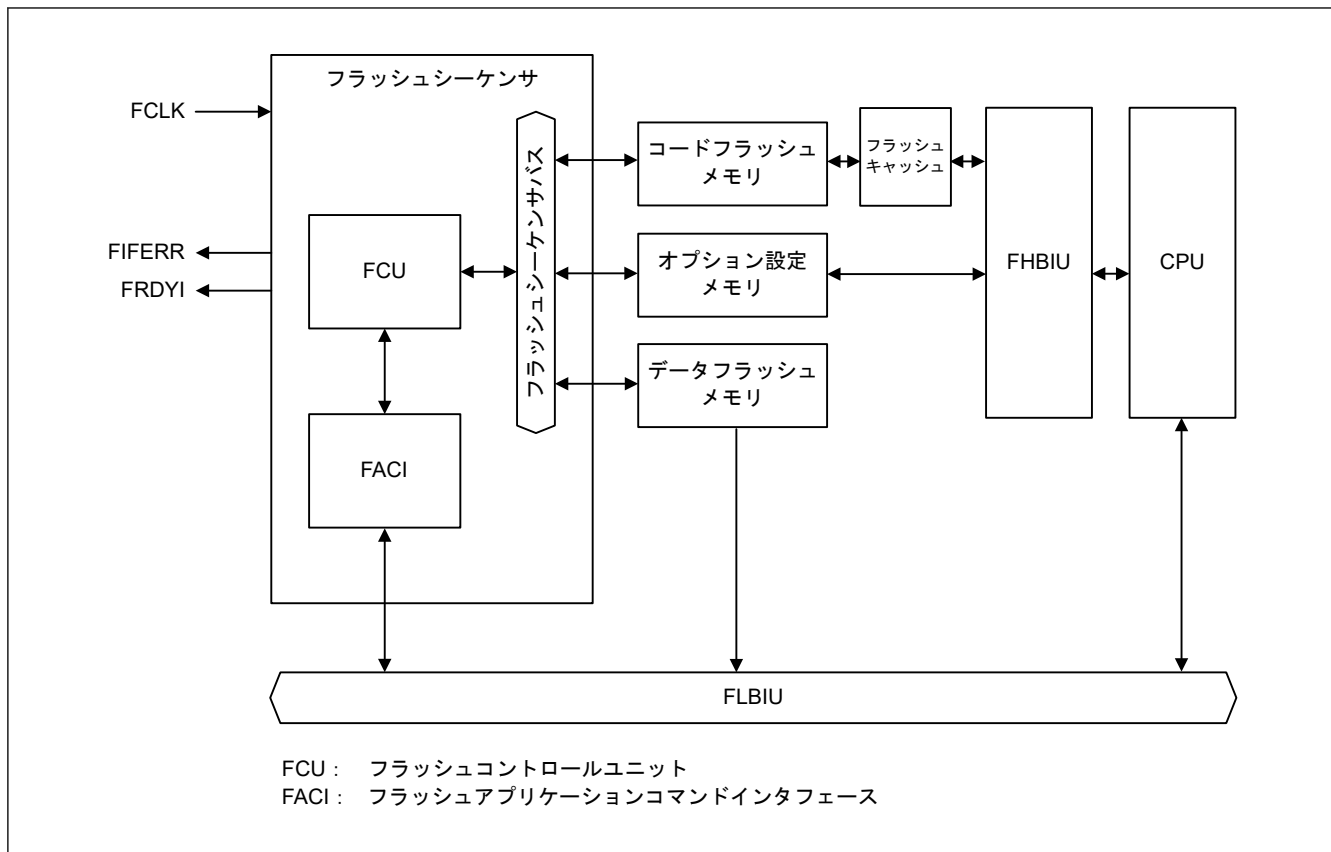 フラッシュシーケンサ
FCLK
FIFERR
FRDYI
FCU
FACI
フラッシュシーケンサバス
コードフラッシュ
メモリ
フラッシュ
キャッシュ
オプション設定
メモリ
データフラッシュ
メモリ
FHBIU
CPU
FLBIU
FCU： フラッシュコントロールユニット
FACI： フラッシュアプリケーションコマンドインタフェース